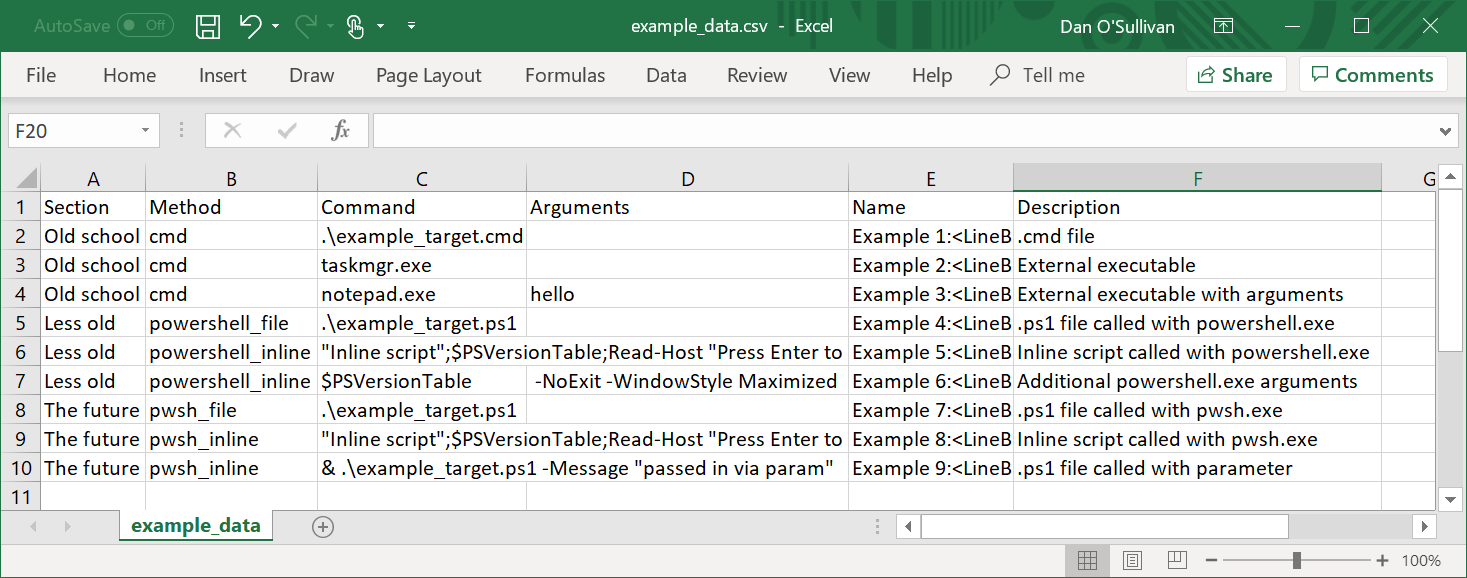 AutoSave Off example_data.csv - Excel Dan O'Sullivan
File Home Insert Draw Page Layout Formulas Data Review View Help Tell me Share Comments
F20 fx
A B C D E F G
1 Section Method Command Arguments Name Description
2 Old school cmd .\example_target.cmd Example 1:<LineB .cmd file
3 Old school cmd taskmgr.exe Example 2:<LineB External executable
4 Old school cmd notepad.exe hello Example 3:<LineB External executable with arguments
5 Less old powershell_file .\example_target.ps1 Example 4:<LineB .ps1 file called with powershell.exe
6 Less old powershell_inline "Inline script";$PSVersionTable;Read-Host "Press Enter to Example 5:<LineB Inline script called with powershell.exe
7 Less old powershell_inline $PSVersionTable -NoExit -WindowStyle Maximized Example 6:<LineB Additional powershell.exe arguments
8 The future pwsh_file .\example_target.ps1 Example 7:<LineB .ps1 file called with pwsh.exe
9 The future pwsh_inline "Inline script";$PSVersionTable;Read-Host "Press Enter to Example 8:<LineB Inline script called with pwsh.exe
10 The future pwsh_inline & .\example_target.ps1 -Message "passed in via param" Example 9:<LineB .ps1 file called with parameter
11
example_data
100%